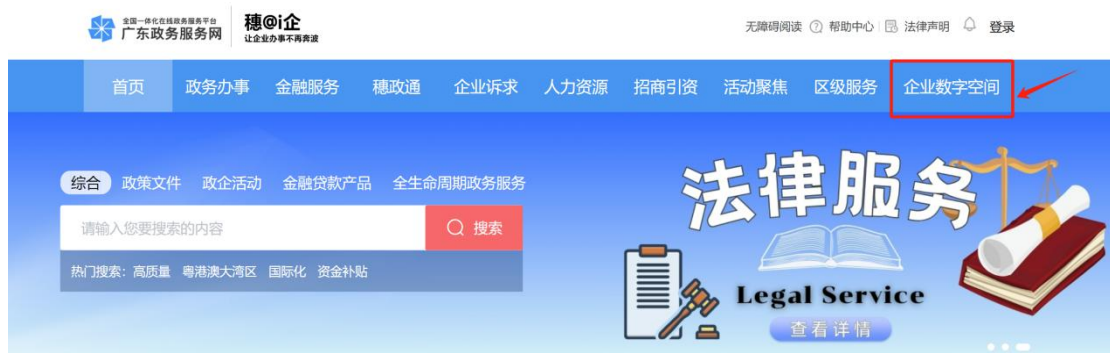 全国一体化在线政务服务平台
广东政务服务网
穗@i企
让企业办事不再奔波
无障碍阅读 帮助中心 法律声明 登录
首页 政务办事 金融服务 穗政通 企业诉求 人力资源 招商引资 活动聚焦 区级服务 企业数字空间
综合 政策文件 政企活动 金融贷款产品 全生命周期政务服务
请输入您要搜索的内容 搜索
热门搜索：高质量 粤港澳大湾区 国际化 资金补贴
法律服务
Legal Service
查看详情